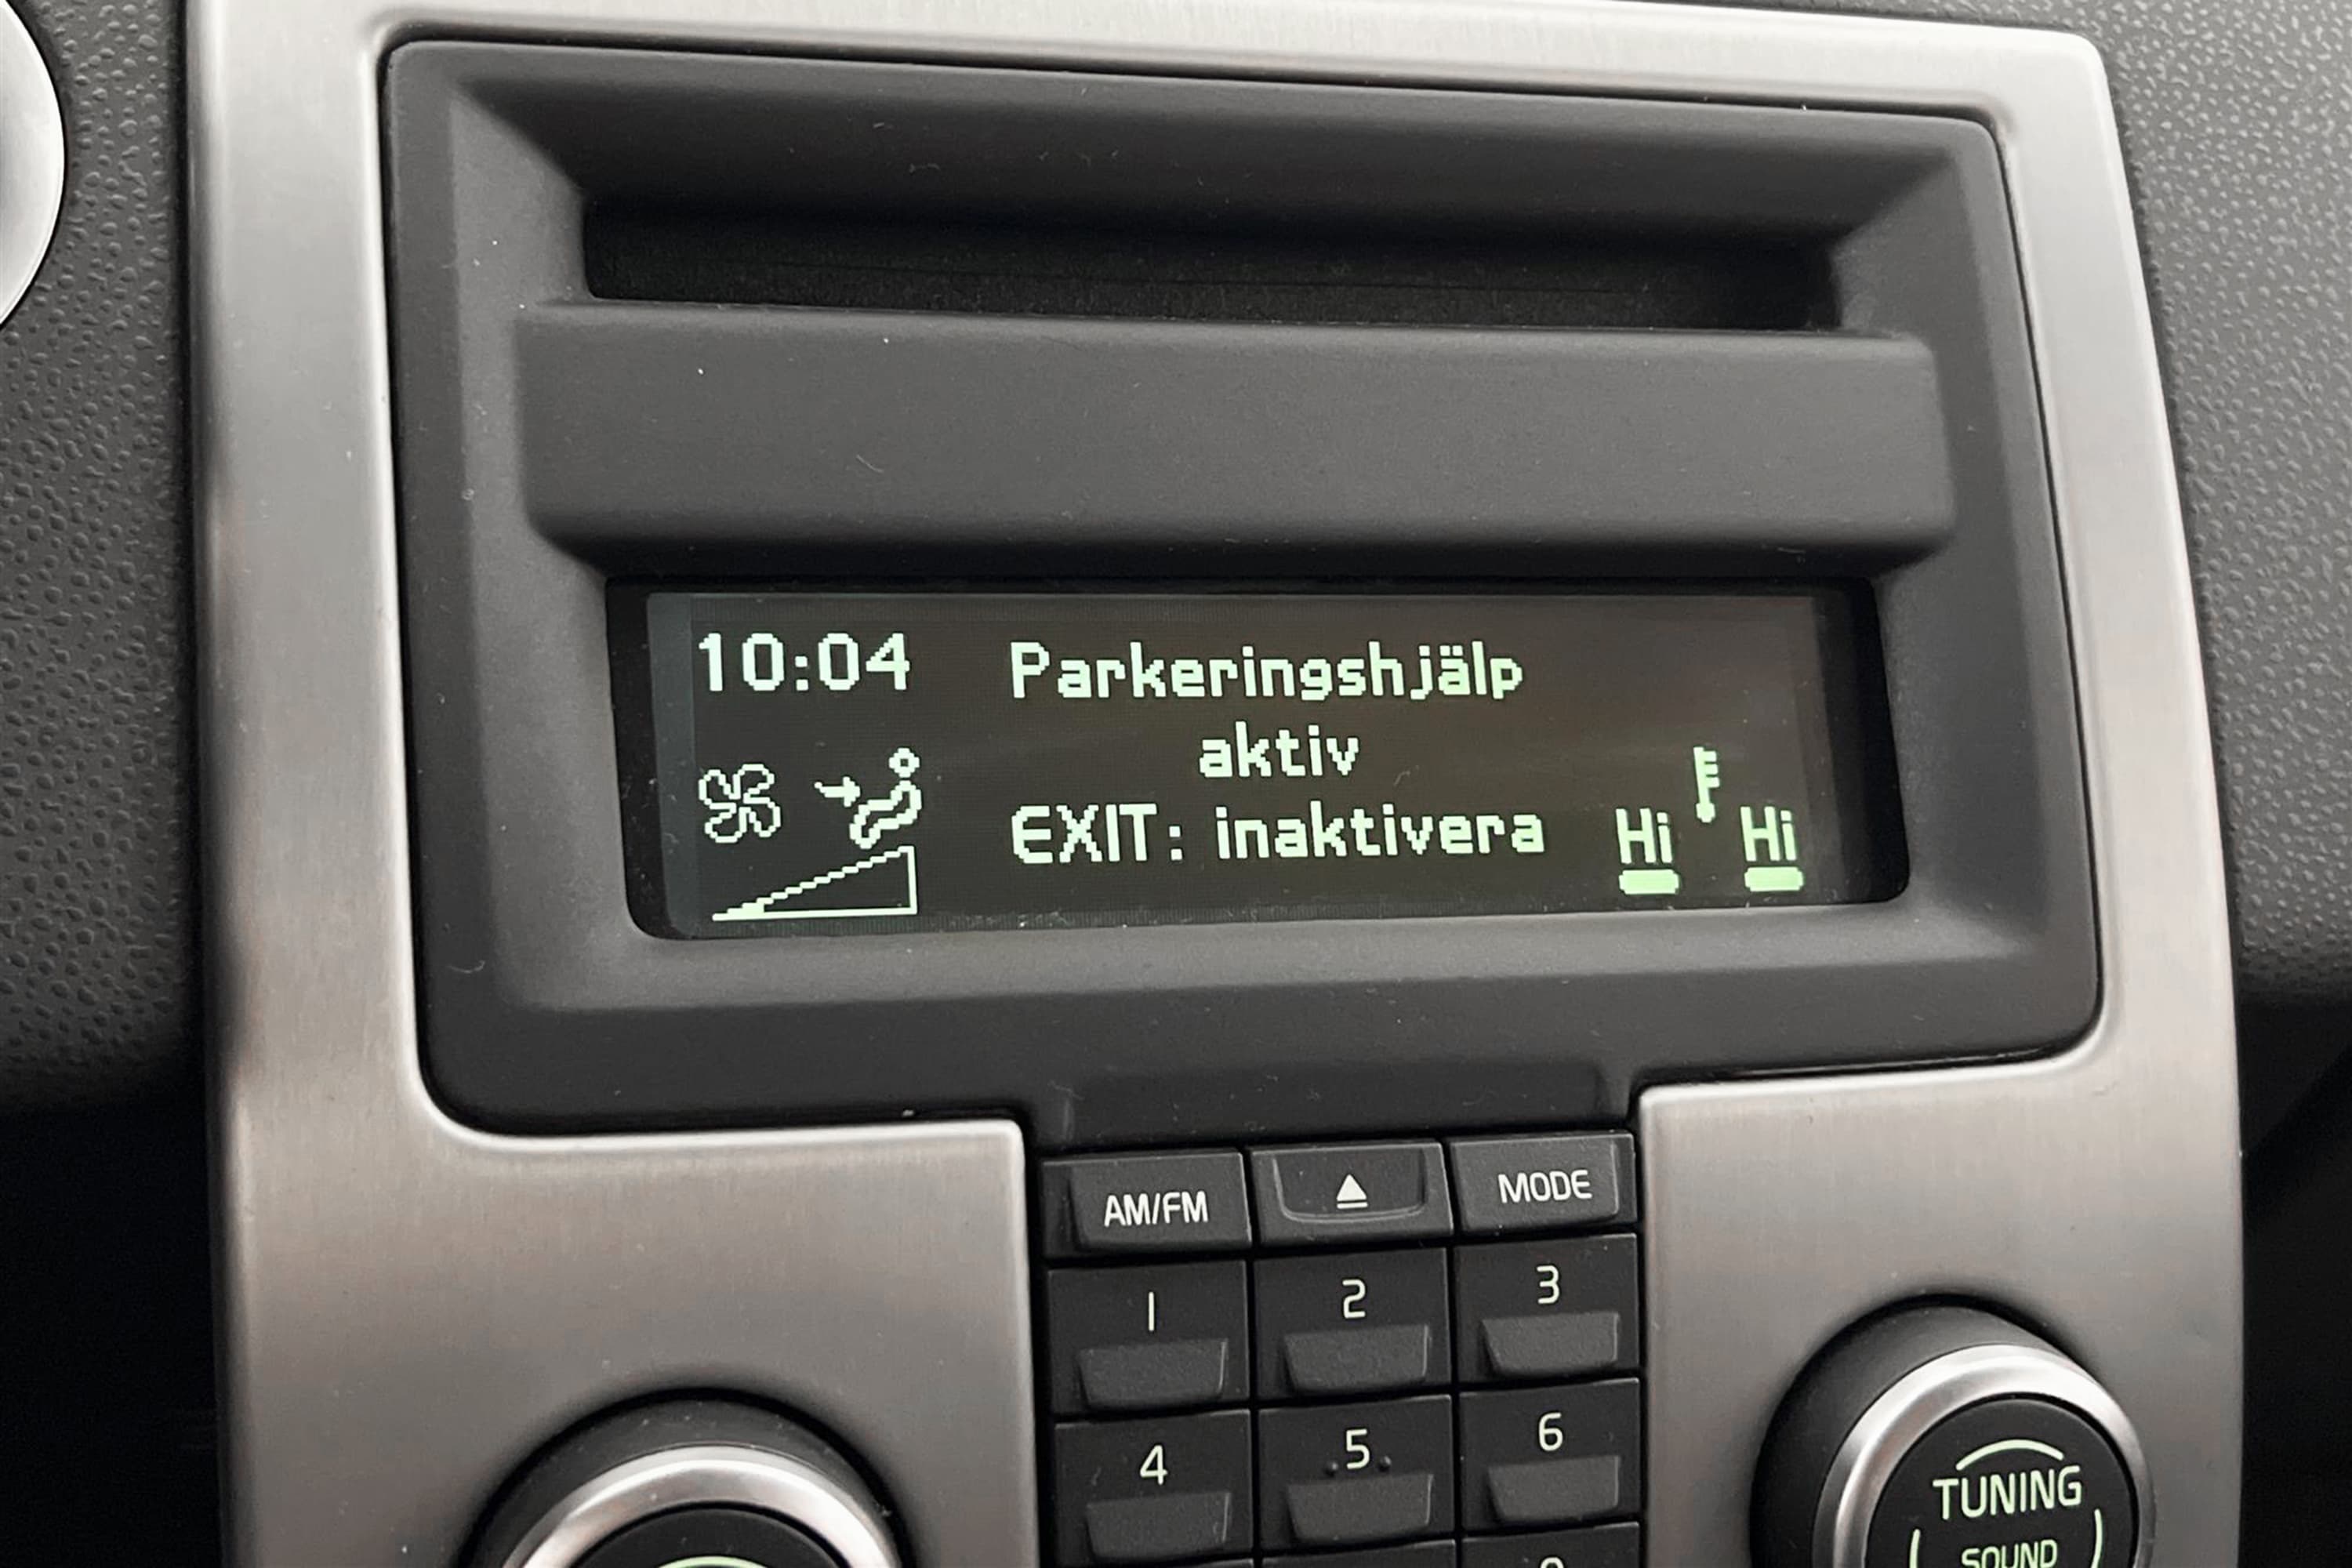 10:04
Parkeringshjälp
aktiv
EXIT: inaktivera
Hi Hi
AM/FM MODE
1 2 3
4 5 6
TUNING
SOUND